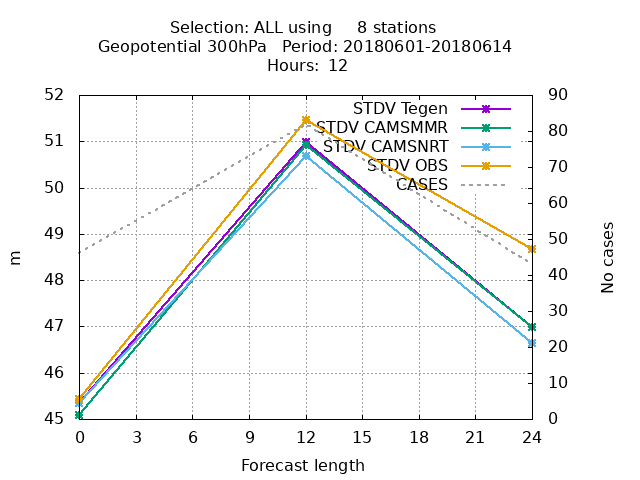 Selection: ALL using     8 stations
Geopotential 300hPa   Period: 20180601-20180614
Hours: 12
52 90
STDV Tegen
STDV CAMSMMR
STDV CAMSNRT
STDV OBS
CASES
51 80
50 70
49 60
48 50
47 40
46 30
45 20
10
0
m
No cases
0 3 6 9 12 15 18 21 24
Forecast length